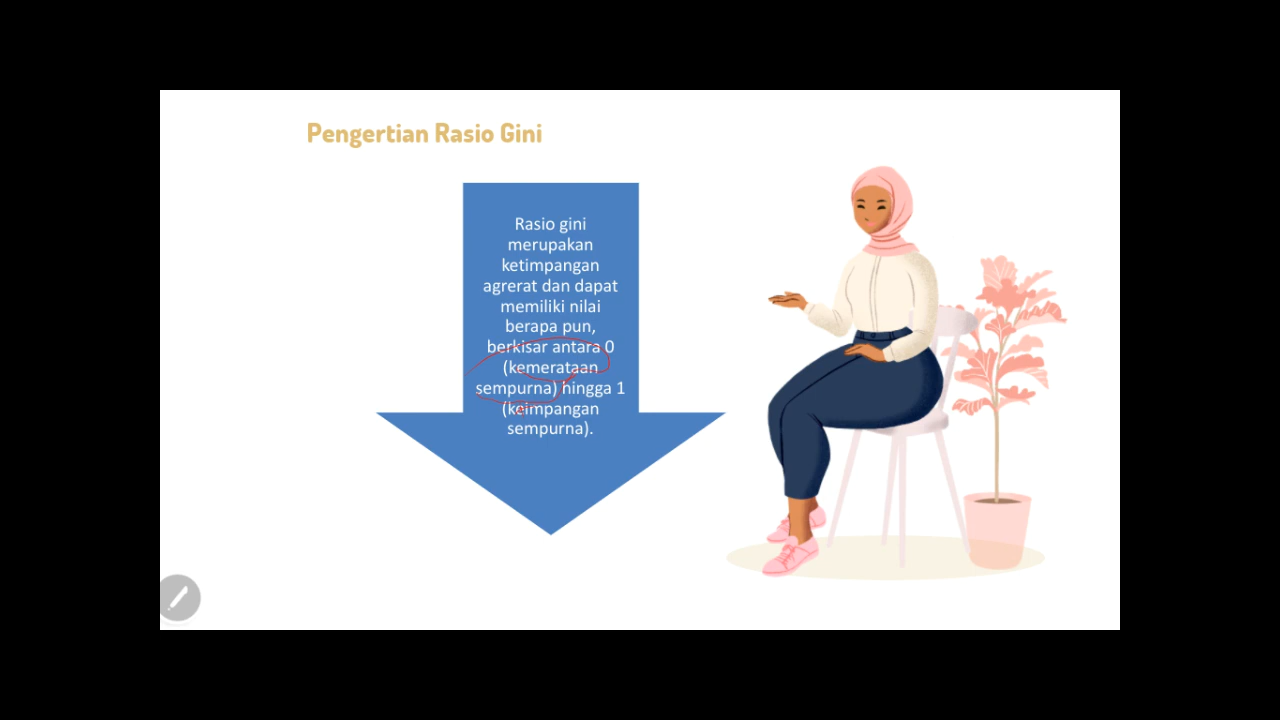 Pengertian Rasio Gini
Rasio gini
merupakan
ketimpangan
agrerat dan dapat
memiliki nilai
berapa pun,
berkisar antara 0
(kemerataan
sempurna) hingga 1
(keimpangan
sempurna).